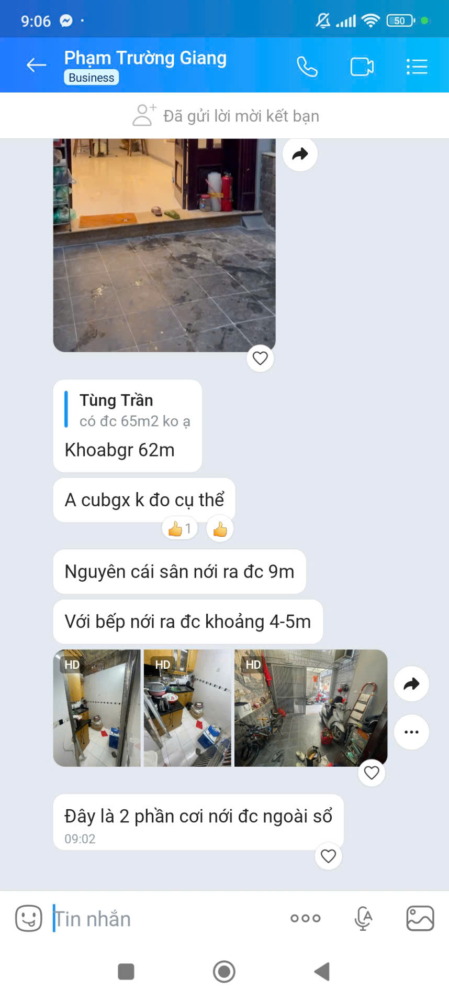 9:06
50
Phạm Trường Giang
Business
Đã gửi lời mời kết bạn
Tùng Trần
có đc 65m2 ko ạ
Khoabgr 62m
A cubgx k đo cụ thể
1
Nguyên cái sân nới ra đc 9m
Với bếp nới ra đc khoảng 4-5m
HD
HD
HD
Đây là 2 phần cơi nới đc ngoài sổ
09:02
Tin nhắn
A